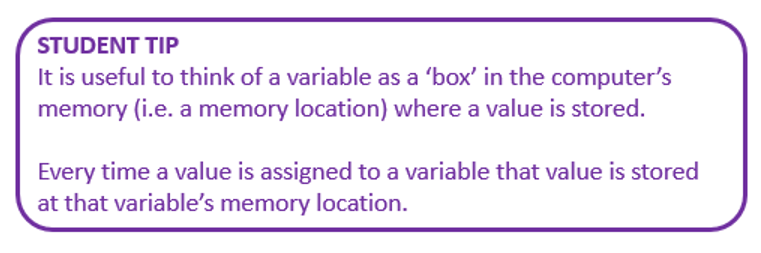 STUDENT TIP
It is useful to think of a variable as a ‘box’ in the computer’s
memory (i.e. a memory location) where a value is stored.
Every time a value is assigned to a variable that value is stored
at that variable’s memory location.